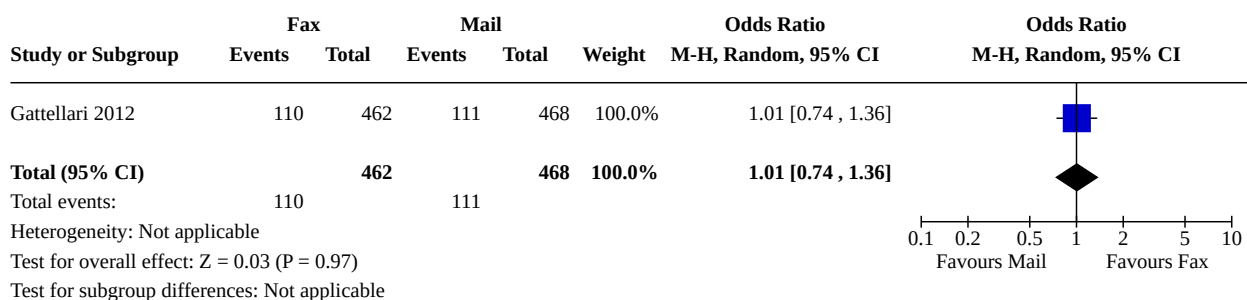 Fax Mail Odds Ratio Odds Ratio
Study or Subgroup Events Total Events Total Weight M-H, Random, 95% CI M-H, Random, 95% CI
Gattellari 2012 110 462 111 468 100.0% 1.01 [0.74 , 1.36]
Total (95% CI) 462 468 100.0% 1.01 [0.74 , 1.36]
Total events: 110 111
Heterogeneity: Not applicable 0.1 0.2 0.5 1 2 5 10
Test for overall effect: Z = 0.03 (P = 0.97) Favours Mail Favours Fax
Test for subgroup differences: Not applicable